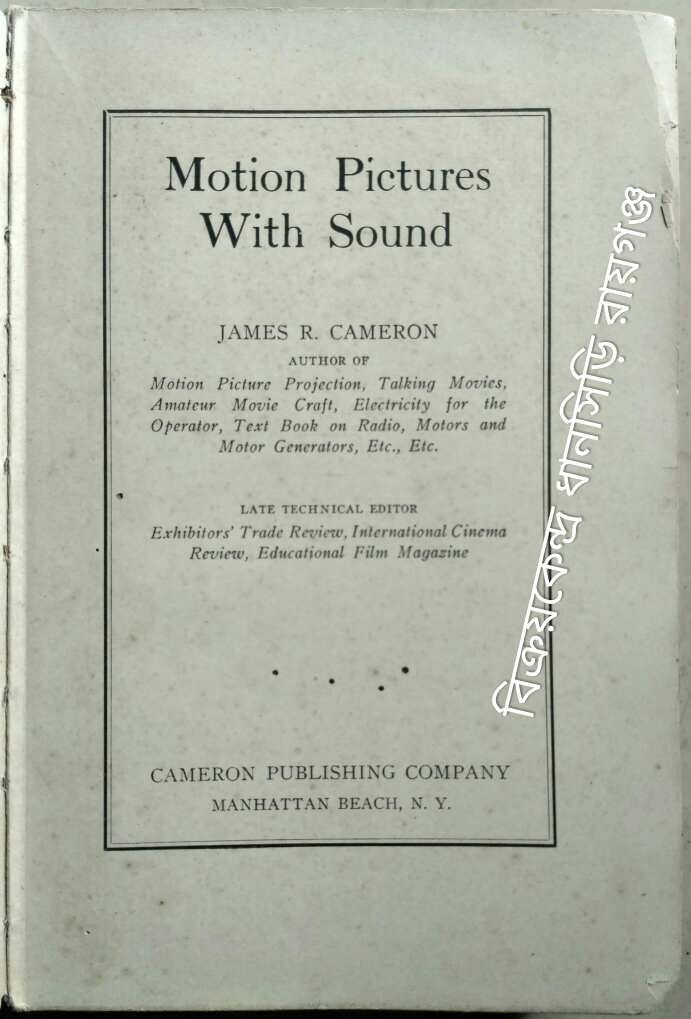 Motion Pictures
With Sound
JAMES R. CAMERON
AUTHOR OF
Motion Picture Projection, Talking Movies,
Amateur Movie Craft, Electricity for the
Operator, Text Book on Radio, Motors and
Motor Generators, Etc., Etc.
LATE TECHNICAL EDITOR
Exhibitors' Trade Review, International Cinema
Review, Educational Film Magazine
CAMERON PUBLISHING COMPANY
MANHATTAN BEACH, N. Y.
বিক্রয়কেন্দ্র ধানসিড়ি রায়গঞ্জ